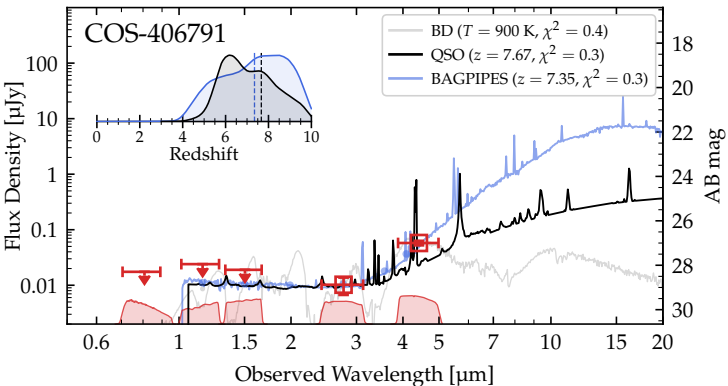 COS-406791
BD (T = 900 K, χ² = 0.4)
QSO (z = 7.67, χ² = 0.3)
BAGPIPES (z = 7.35, χ² = 0.3)
0 2 4 6 8 10
Redshift
100
10
1
0.1
0.01
Flux Density [μJy]
18
20
21
22
24
25
26
28
29
30
AB mag
0.6 1 1.5 2 3 4 5 10 15 20
Observed Wavelength [μm]